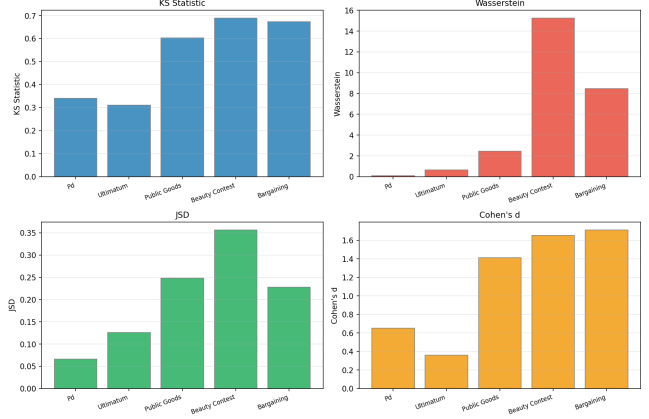 KS Statistic
KS Statistic
0.7
0.6
0.5
0.4
0.3
0.2
0.1
0.0
Pd
Ultimatum
Public Goods
Beauty Contest
Bargaining
Wasserstein
Wasserstein
16
14
12
10
8
6
4
2
0
Pd
Ultimatum
Public Goods
Beauty Contest
Bargaining
JSD
JSD
0.35
0.30
0.25
0.20
0.15
0.10
0.05
0.00
Pd
Ultimatum
Public Goods
Beauty Contest
Bargaining
Cohen's d
Cohen's d
1.6
1.4
1.2
1.0
0.8
0.6
0.4
0.2
0.0
Pd
Ultimatum
Public Goods
Beauty Contest
Bargaining